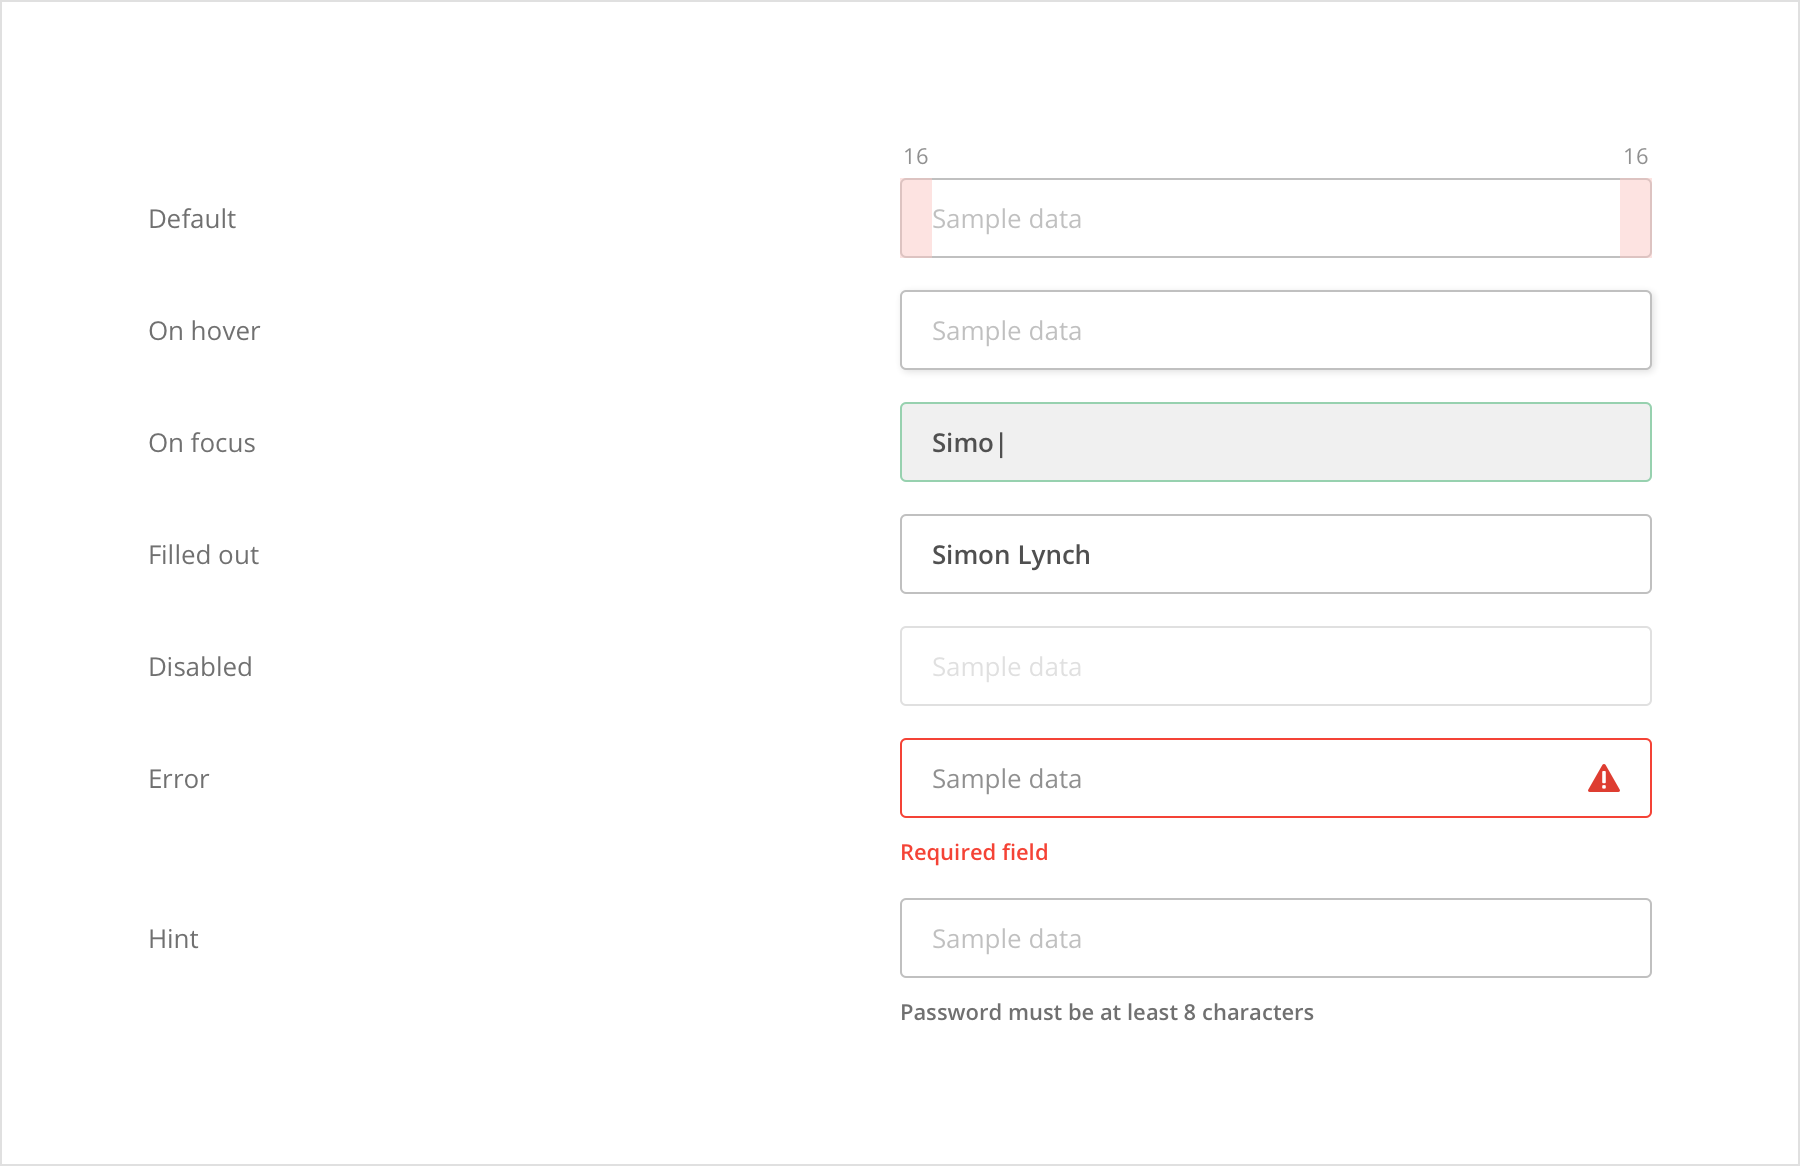 16 16
Default Sample data
On hover Sample data
On focus Simo|
Filled out Simon Lynch
Disabled Sample data
Error Sample data
Required field
Hint Sample data
Password must be at least 8 characters